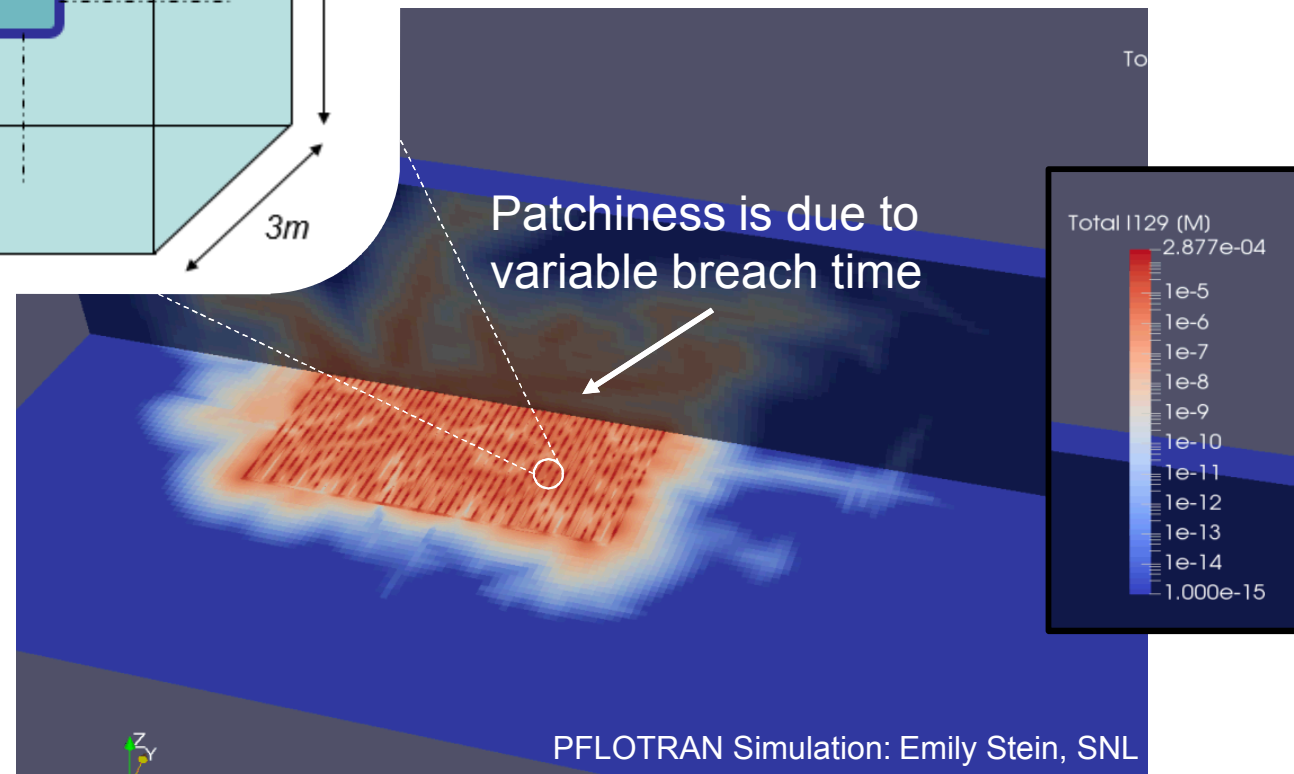 3m
To
Patchiness is due to
variable breach time
Total I129 (M)
2.877e-04
1e-5
1e-6
1e-7
1e-8
1e-9
1e-10
1e-11
1e-12
1e-13
1e-14
1.000e-15
Z
Y
PFLOTRAN Simulation: Emily Stein, SNL